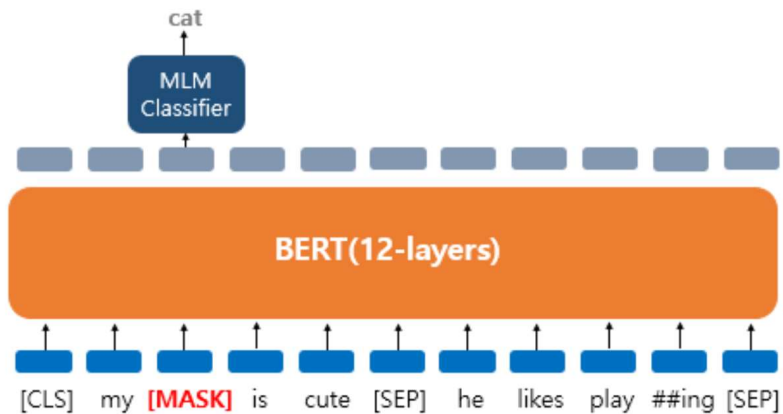 cat
MLM
Classifier
BERT(12-layers)
[CLS] my [MASK] is cute [SEP] he likes play ##ing [SEP]